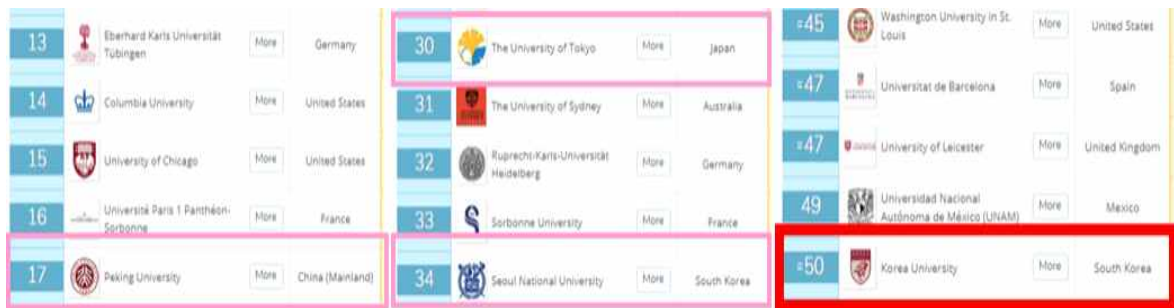 13
Eberhard Karls Universität
Tübingen
More
Germany
14
Columbia University
More
United States
15
University of Chicago
More
United States
16
Université Paris 1 Panthéon-
Sorbonne
More
France
17
Peking University
More
China (Mainland)
30
The University of Tokyo
More
Japan
31
The University of Sydney
More
Australia
32
Ruprecht-Karls-Universität
Heidelberg
More
Germany
33
Sorbonne University
More
France
34
Seoul National University
More
South Korea
=45
Washington University in St.
Louis
More
United States
=47
Universitat de Barcelona
More
Spain
=47
University of Leicester
More
United Kingdom
49
Universidad Nacional
Autónoma de México (UNAM)
More
Mexico
=50
Korea University
More
South Korea